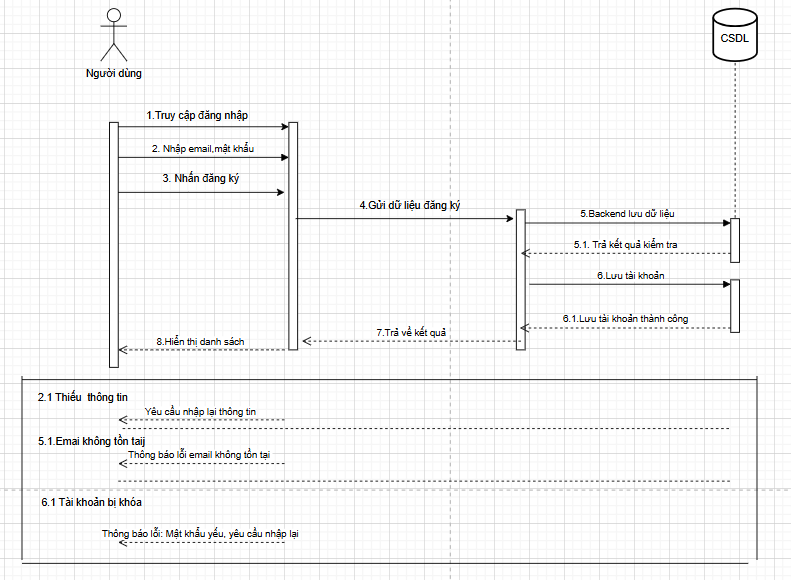 CSDL
Người dùng
1.Truy cập đăng nhập
2. Nhập email,mật khẩu
3. Nhấn đăng ký
4.Gửi dữ liệu đăng ký
5.Backend lưu dữ liệu
5.1. Trả kết quả kiểm tra
6.Lưu tài khoản
6.1.Lưu tài khoản thành công
7.Trả về kết quả
8.Hiển thị danh sách
2.1 Thiếu thông tin
Yêu cầu nhập lại thông tin
5.1.Emai không tồn taịj
Thông báo lỗi email không tồn tại
6.1 Tài khoản bị khóa
Thông báo lỗi: Mật khẩu yếu, yêu cầu nhập lại